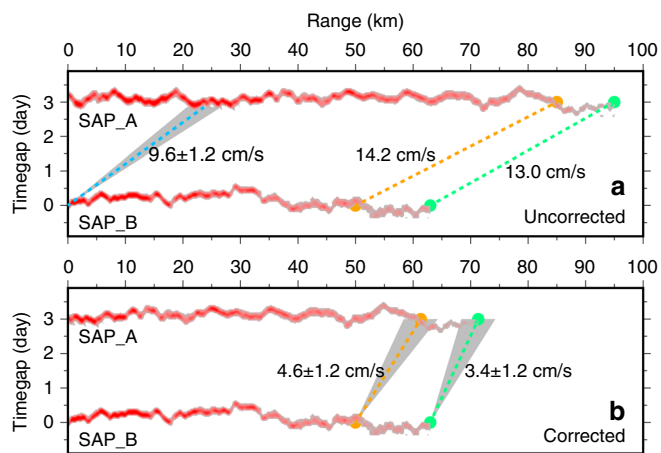 Range (km)
0 10 20 30 40 50 60 70 80 90 100
Timegap (day)
3
2
1
0
SAP_A
9.6±1.2 cm/s
14.2 cm/s
13.0 cm/s
SAP_B
a
Uncorrected
0 10 20 30 40 50 60 70 80 90 100
Timegap (day)
3
2
1
0
SAP_A
4.6±1.2 cm/s
3.4±1.2 cm/s
SAP_B
b
Corrected